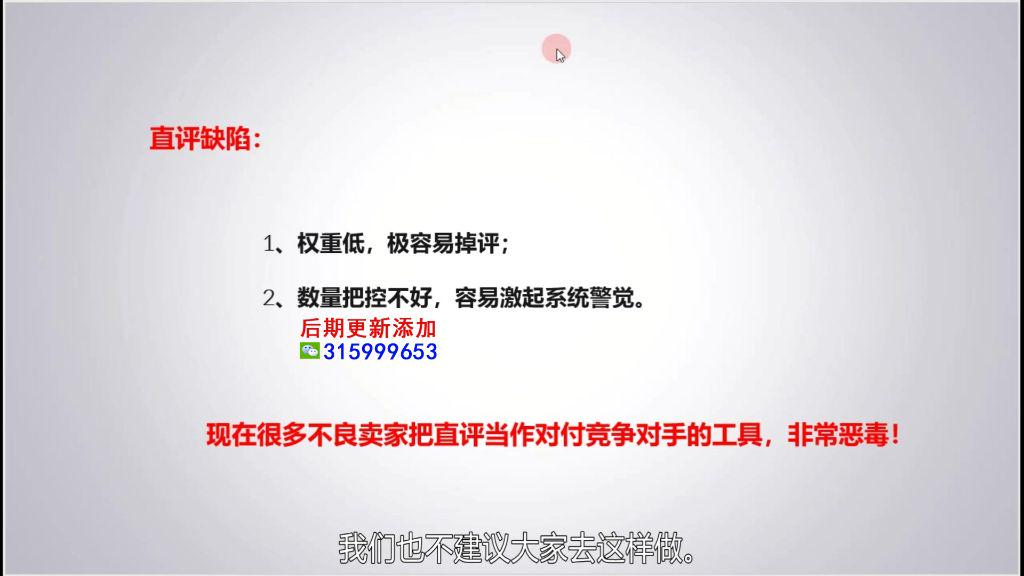 直评缺陷：
1、权重低，极容易掉评；
2、数量把控不好，容易激起系统警觉。
后期更新添加
315999653
现在很多不良卖家把直评当作对付竞争对手的工具，非常恶毒！
我们也不建议大家去这样做。